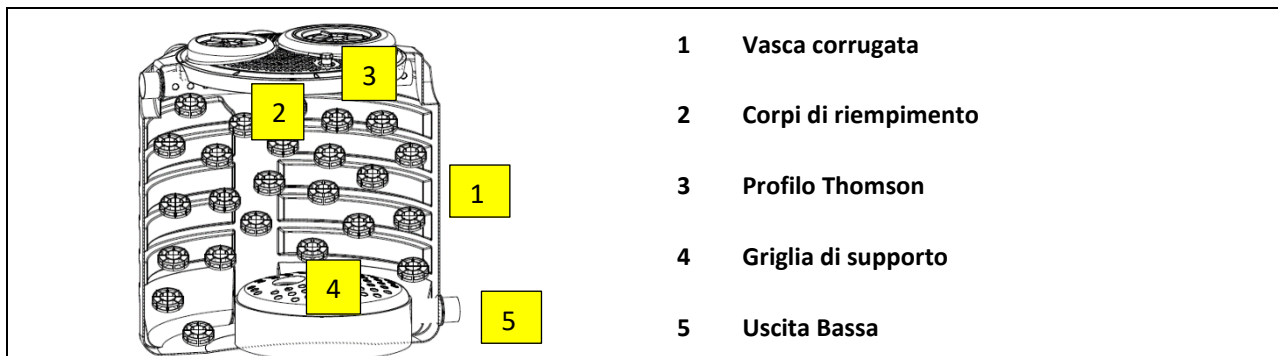 3
2
1
4
5
1 Vasca corrugata
2 Corpi di riempimento
3 Profilo Thomson
4 Griglia di supporto
5 Uscita Bassa